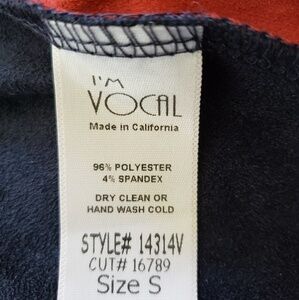 I'M
VOCAL
Made in California
96% POLYESTER
4% SPANDEX
DRY CLEAN OR
HAND WASH COLD
STYLE# 14314V
CUT# 16789
Size S